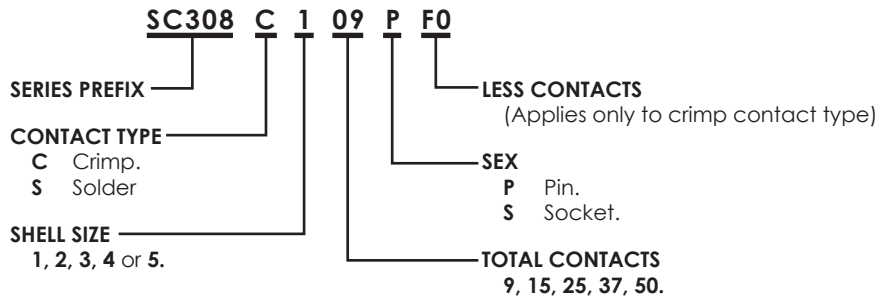 SC308 C 1 09 P F0
SERIES PREFIX
CONTACT TYPE
C Crimp.
S Solder
SHELL SIZE
1, 2, 3, 4 or 5.
LESS CONTACTS
(Applies only to crimp contact type)
SEX
P Pin.
S Socket.
TOTAL CONTACTS
9, 15, 25, 37, 50.